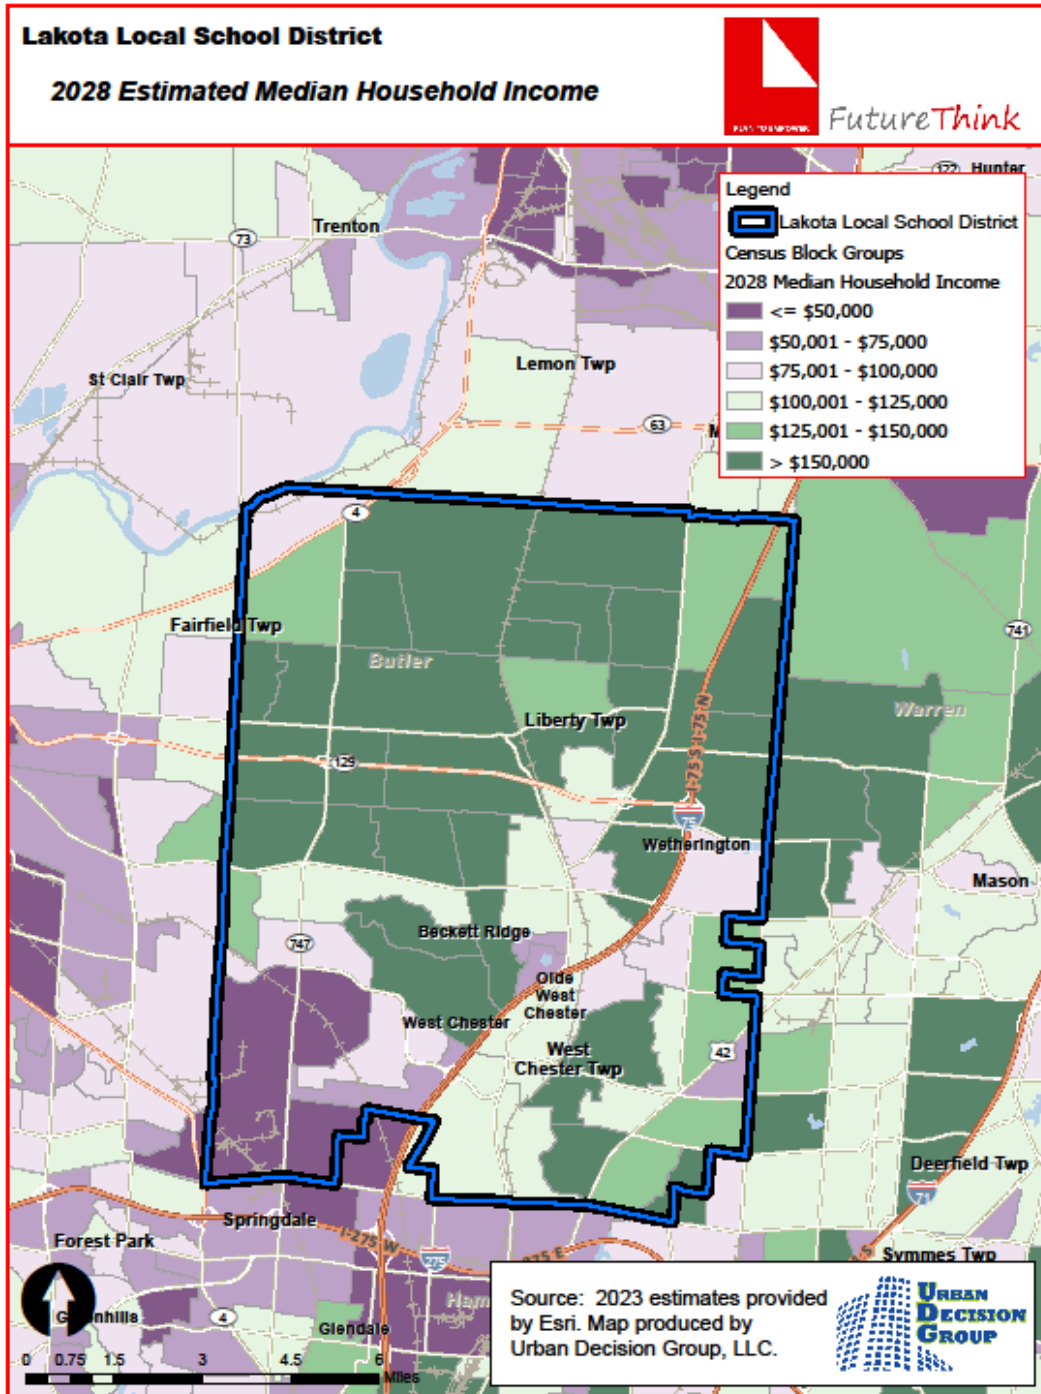 Lakota Local School District
2028 Estimated Median Household Income
PLAN TO EMPOWER
FutureThink
Legend
Lakota Local School District
Census Block Groups
2028 Median Household Income
<= $50,000
$50,001 - $75,000
$75,001 - $100,000
$100,001 - $125,000
$125,001 - $150,000
> $150,000
122
Hunter
Trenton
73
St Clair Twp
Lemon Twp
63
M
4
Fairfield Twp
741
Butler
Warren
Liberty Twp
I-75 S I-75 N
129
75
Wetherington
Mason
Beckett Ridge
747
Olde
West
Chester
West Chester
42
West
Chester Twp
Deerfield Twp
71
Springdale
I-275 W
Forest Park
275
275 E
S
Symmes Twp
Ham
4
Glendale
0 0.75 1.5 3 4.5 6
Miles
Source: 2023 estimates provided
by Esri. Map produced by
Urban Decision Group, LLC.
URBAN
DECISION
GROUP